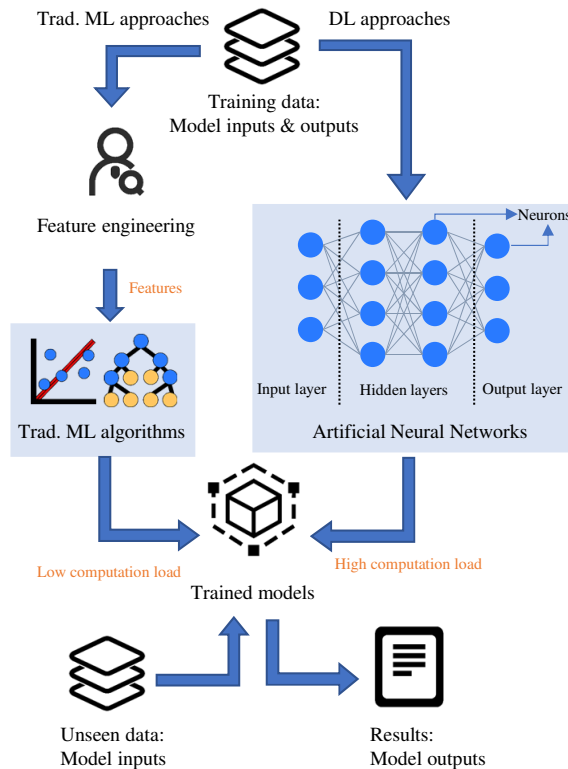 Trad. ML approaches
DL approaches
Training data:
Model inputs & outputs
Feature engineering
Neurons
Features
Input layer
Hidden layers
Output layer
Trad. ML algorithms
Artificial Neural Networks
Low computation load
High computation load
Trained models
Unseen data:
Model inputs
Results:
Model outputs